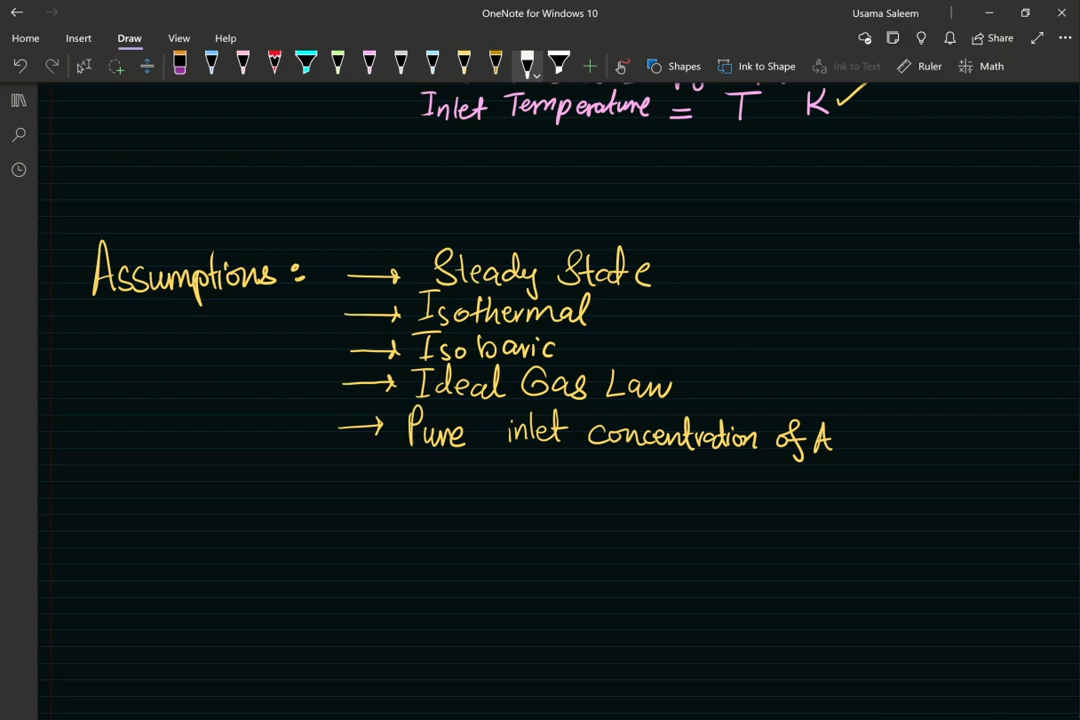 OneNote for Windows 10
Usama Saleem
Home Insert Draw View Help
Share
Shapes Ink to Shape Ink to Text Ruler Math
Inlet Temperature = T K
Assumptions : → Steady State
→ Isothermal
→ Isobaric
→ Ideal Gas Law
→ Pure inlet concentration of A